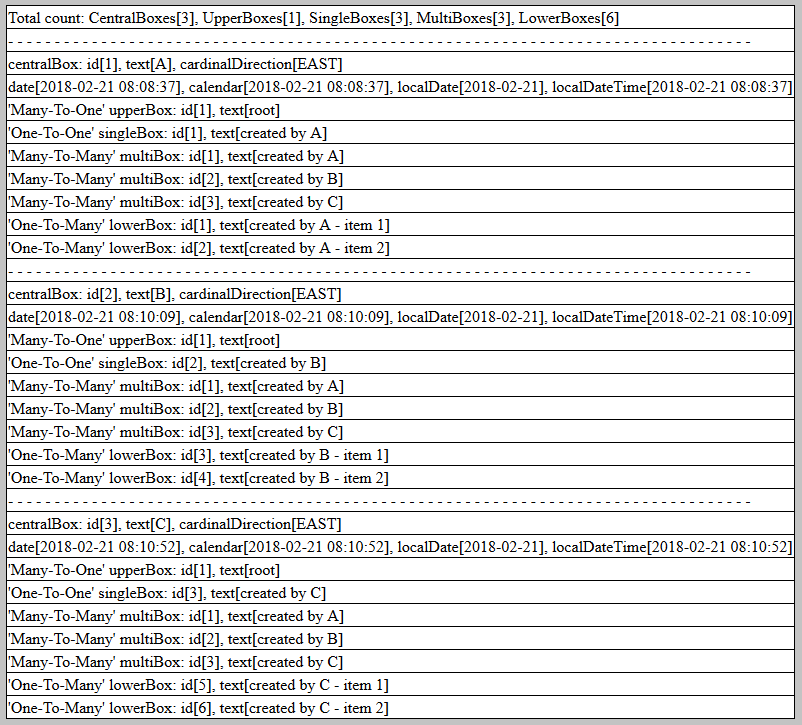 Total count: CentralBoxes[3], UpperBoxes[1], SingleBoxes[3], MultiBoxes[3], LowerBoxes[6]
- - - - - - - - - - - - - - - - - - - - - - - - - - - - - - - - - - - - - - - - - - - - - - - - - - - - - - - - - - - - - - - - - - - - - - - - - - - - - - - -
centralBox: id[1], text[A], cardinalDirection[EAST]
date[2018-02-21 08:08:37], calendar[2018-02-21 08:08:37], localDate[2018-02-21], localDateTime[2018-02-21 08:08:37]
'Many-To-One' upperBox: id[1], text[root]
'One-To-One' singleBox: id[1], text[created by A]
'Many-To-Many' multiBox: id[1], text[created by A]
'Many-To-Many' multiBox: id[2], text[created by B]
'Many-To-Many' multiBox: id[3], text[created by C]
'One-To-Many' lowerBox: id[1], text[created by A - item 1]
'One-To-Many' lowerBox: id[2], text[created by A - item 2]
- - - - - - - - - - - - - - - - - - - - - - - - - - - - - - - - - - - - - - - - - - - - - - - - - - - - - - - - - - - - - - - - - - - - - - - - - - - - - - - -
centralBox: id[2], text[B], cardinalDirection[EAST]
date[2018-02-21 08:10:09], calendar[2018-02-21 08:10:09], localDate[2018-02-21], localDateTime[2018-02-21 08:10:09]
'Many-To-One' upperBox: id[1], text[root]
'One-To-One' singleBox: id[2], text[created by B]
'Many-To-Many' multiBox: id[1], text[created by A]
'Many-To-Many' multiBox: id[2], text[created by B]
'Many-To-Many' multiBox: id[3], text[created by C]
'One-To-Many' lowerBox: id[3], text[created by B - item 1]
'One-To-Many' lowerBox: id[4], text[created by B - item 2]
- - - - - - - - - - - - - - - - - - - - - - - - - - - - - - - - - - - - - - - - - - - - - - - - - - - - - - - - - - - - - - - - - - - - - - - - - - - - - - - -
centralBox: id[3], text[C], cardinalDirection[EAST]
date[2018-02-21 08:10:52], calendar[2018-02-21 08:10:52], localDate[2018-02-21], localDateTime[2018-02-21 08:10:52]
'Many-To-One' upperBox: id[1], text[root]
'One-To-One' singleBox: id[3], text[created by C]
'Many-To-Many' multiBox: id[1], text[created by A]
'Many-To-Many' multiBox: id[2], text[created by B]
'Many-To-Many' multiBox: id[3], text[created by C]
'One-To-Many' lowerBox: id[5], text[created by C - item 1]
'One-To-Many' lowerBox: id[6], text[created by C - item 2]